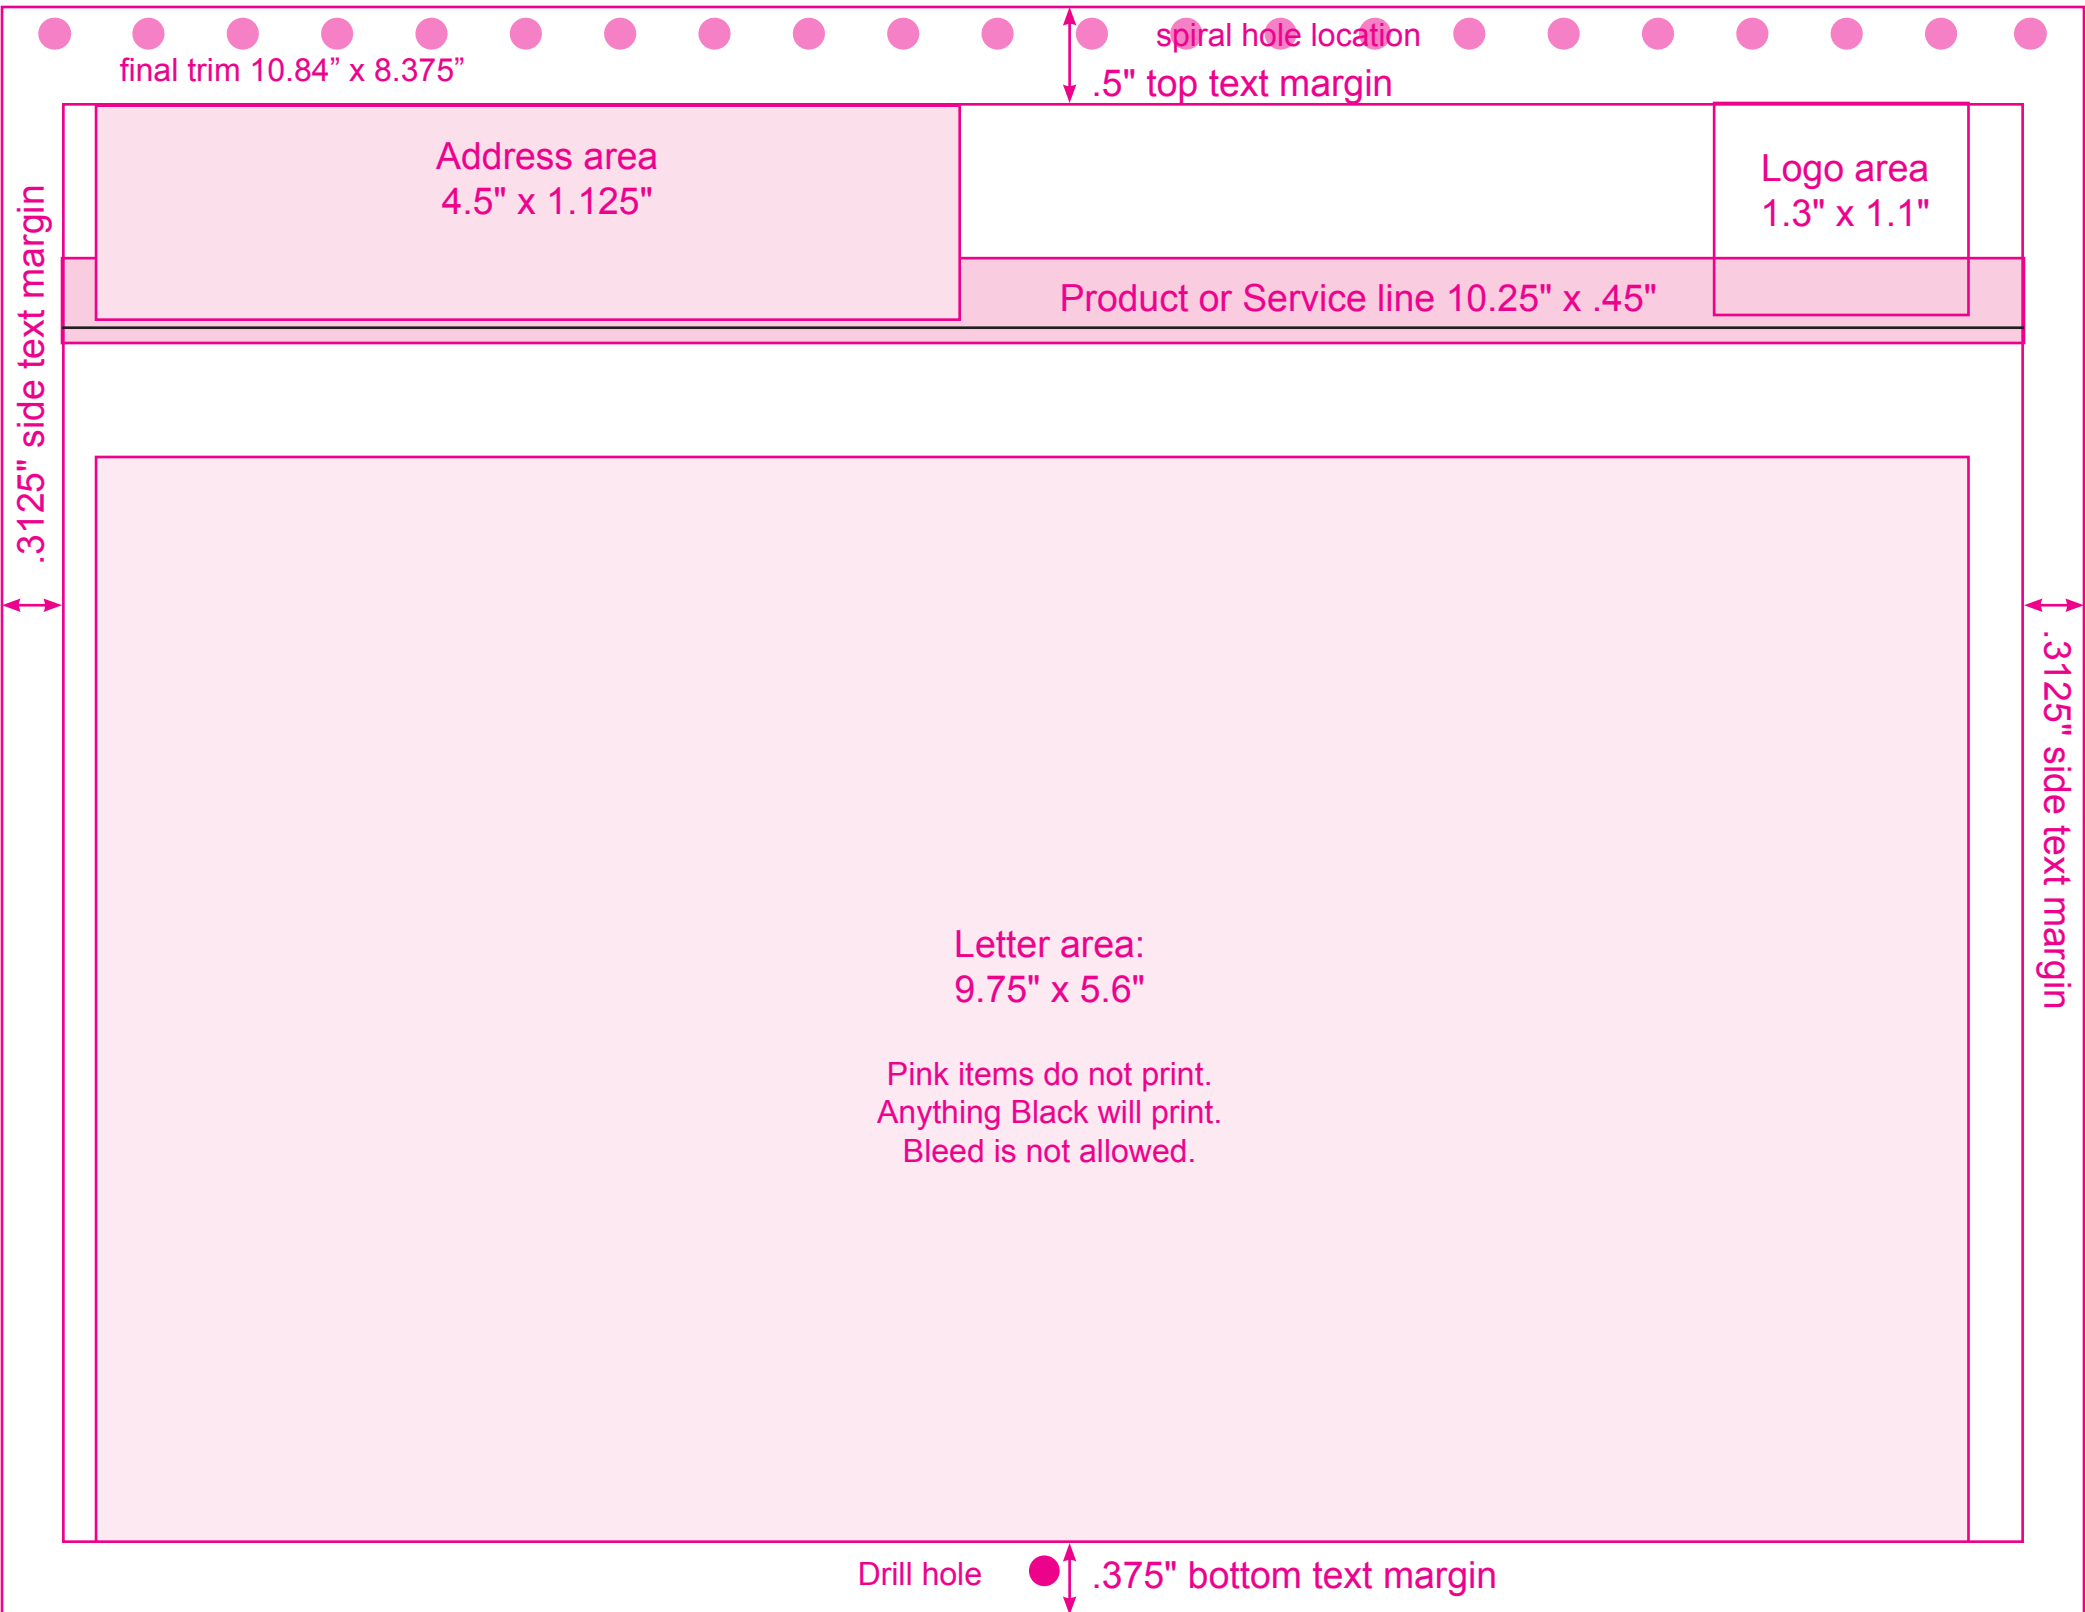 spiral hole location
final trim 10.84” x 8.375”
.5" top text margin
Address area
4.5" x 1.125"
Logo area
1.3" x 1.1"
Product or Service line 10.25" x .45"
.3125" side text margin
.3125" side text margin
Letter area:
9.75" x 5.6"
Pink items do not print.
Anything Black will print.
Bleed is not allowed.
Drill hole
.375" bottom text margin